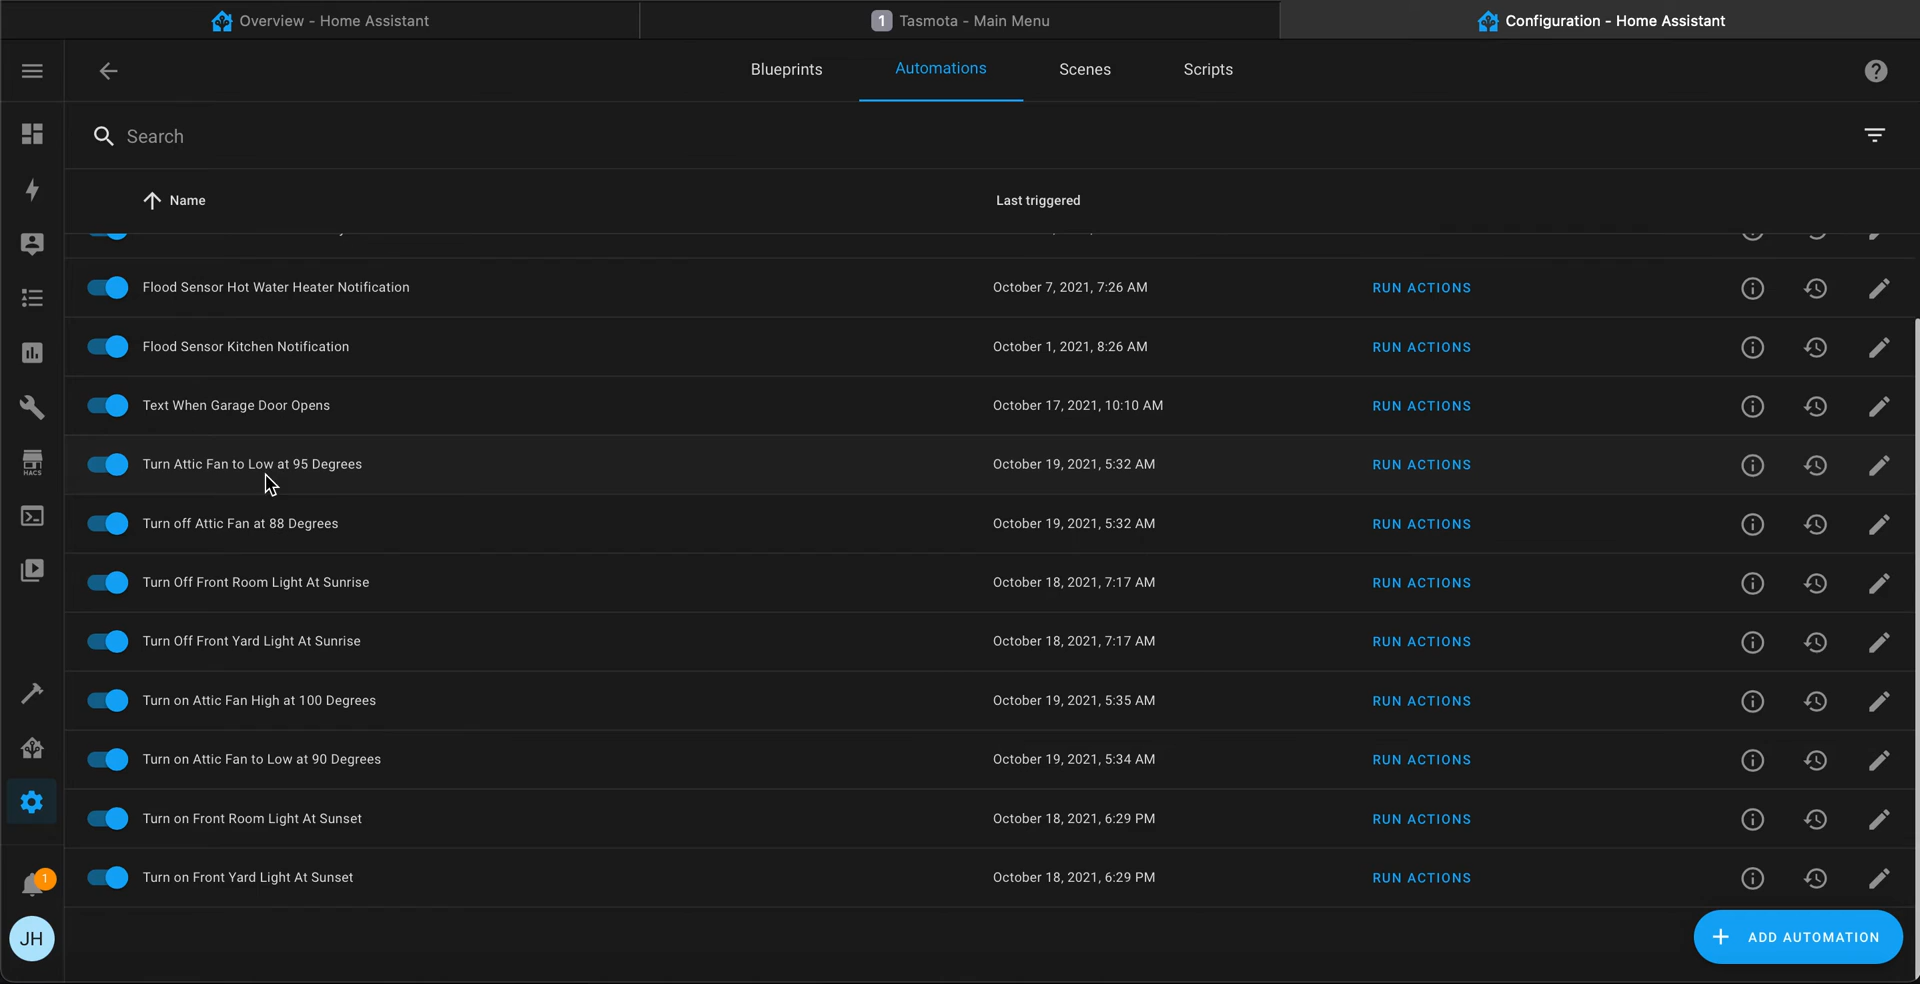 Overview - Home Assistant
1 Tasmota - Main Menu
Configuration - Home Assistant
Blueprints
Automations
Scenes
Scripts
Search
Name
Last triggered
Flood Sensor Hot Water Heater Notification
October 7, 2021, 7:26 AM
RUN ACTIONS
Flood Sensor Kitchen Notification
October 1, 2021, 8:26 AM
RUN ACTIONS
Text When Garage Door Opens
October 17, 2021, 10:10 AM
RUN ACTIONS
Turn Attic Fan to Low at 95 Degrees
October 19, 2021, 5:32 AM
RUN ACTIONS
Turn off Attic Fan at 88 Degrees
October 19, 2021, 5:32 AM
RUN ACTIONS
Turn Off Front Room Light At Sunrise
October 18, 2021, 7:17 AM
RUN ACTIONS
Turn Off Front Yard Light At Sunrise
October 18, 2021, 7:17 AM
RUN ACTIONS
Turn on Attic Fan High at 100 Degrees
October 19, 2021, 5:35 AM
RUN ACTIONS
Turn on Attic Fan to Low at 90 Degrees
October 19, 2021, 5:34 AM
RUN ACTIONS
Turn on Front Room Light At Sunset
October 18, 2021, 6:29 PM
RUN ACTIONS
Turn on Front Yard Light At Sunset
October 18, 2021, 6:29 PM
RUN ACTIONS
HACS
1
JH
+ ADD AUTOMATION